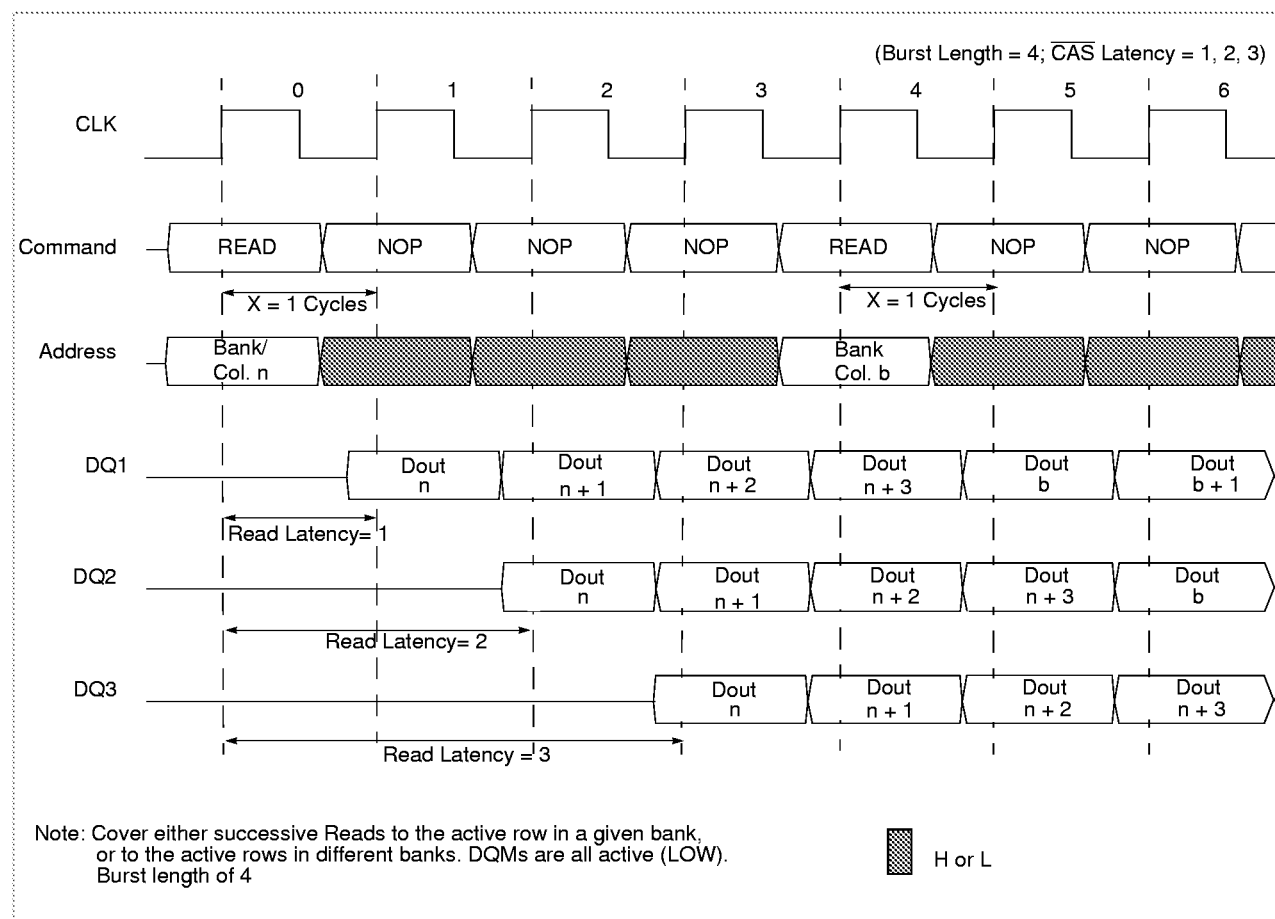 (Burst Length = 4; CAS Latency = 1, 2, 3)
0 1 2 3 4 5 6
CLK
Command READ NOP NOP NOP READ NOP NOP
X = 1 Cycles X = 1 Cycles
Address Bank/ Col. n Bank Col. b
DQ1 Dout n Dout n + 1 Dout n + 2 Dout n + 3 Dout b Dout b + 1
Read Latency= 1
DQ2 Dout n Dout n + 1 Dout n + 2 Dout n + 3 Dout b
Read Latency= 2
DQ3 Dout n Dout n + 1 Dout n + 2 Dout n + 3
Read Latency = 3
Note: Cover either successive Reads to the active row in a given bank,
or to the active rows in different banks. DQMs are all active (LOW).
Burst length of 4
H or L